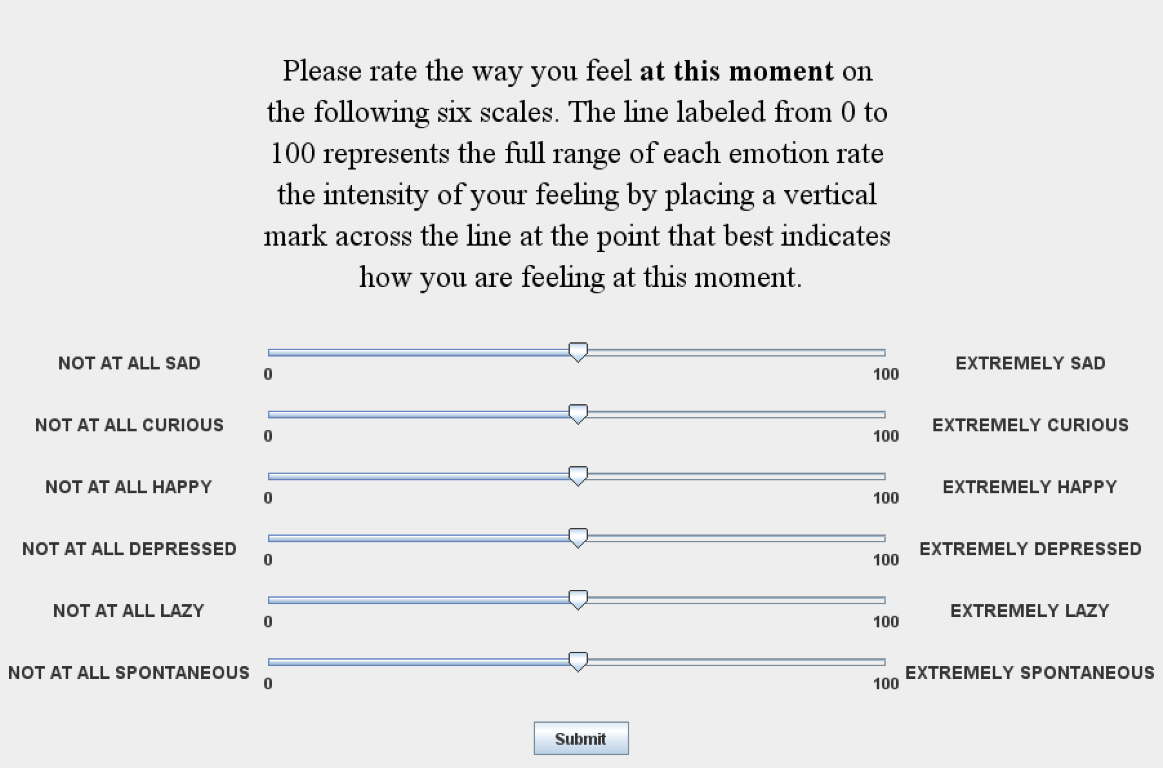 Please rate the way you feel at this moment on
the following six scales. The line labeled from 0 to
100 represents the full range of each emotion rate
the intensity of your feeling by placing a vertical
mark across the line at the point that best indicates
how you are feeling at this moment.
NOT AT ALL SAD EXTREMELY SAD
0 100
NOT AT ALL CURIOUS EXTREMELY CURIOUS
0 100
NOT AT ALL HAPPY EXTREMELY HAPPY
0 100
NOT AT ALL DEPRESSED EXTREMELY DEPRESSED
0 100
NOT AT ALL LAZY EXTREMELY LAZY
0 100
NOT AT ALL SPONTANEOUS EXTREMELY SPONTANEOUS
0 100
Submit